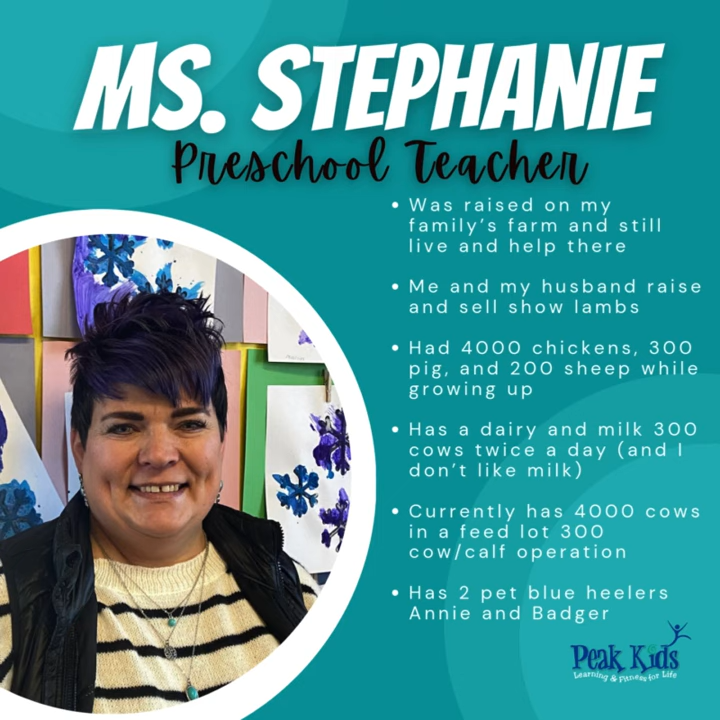 MS. STEPHANIE
Preschool Teacher
• Was raised on my
family's farm and still
live and help there
• Me and my husband raise
and sell show lambs
• Had 4000 chickens, 300
pig, and 200 sheep while
growing up
• Has a dairy and milk 300
cows twice a day (and I
don't like milk)
• Currently has 4000 cows
in a feed lot 300
cow/calf operation
• Has 2 pet blue heelers
Annie and Badger
Peak Kids
Learning & Fitness for Life